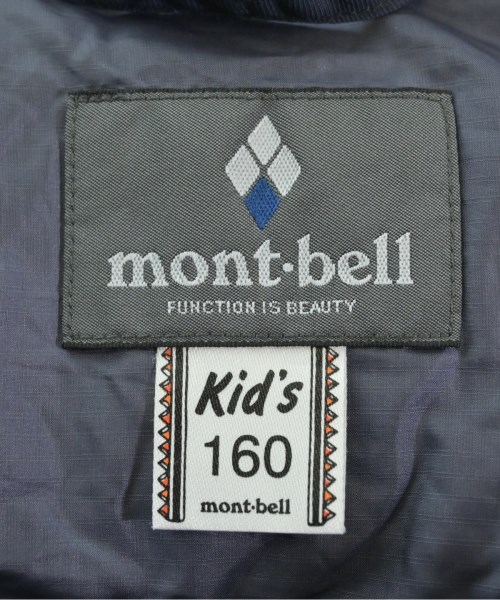 mont·bell
FUNCTION IS BEAUTY
Kid's
160
mont·bell